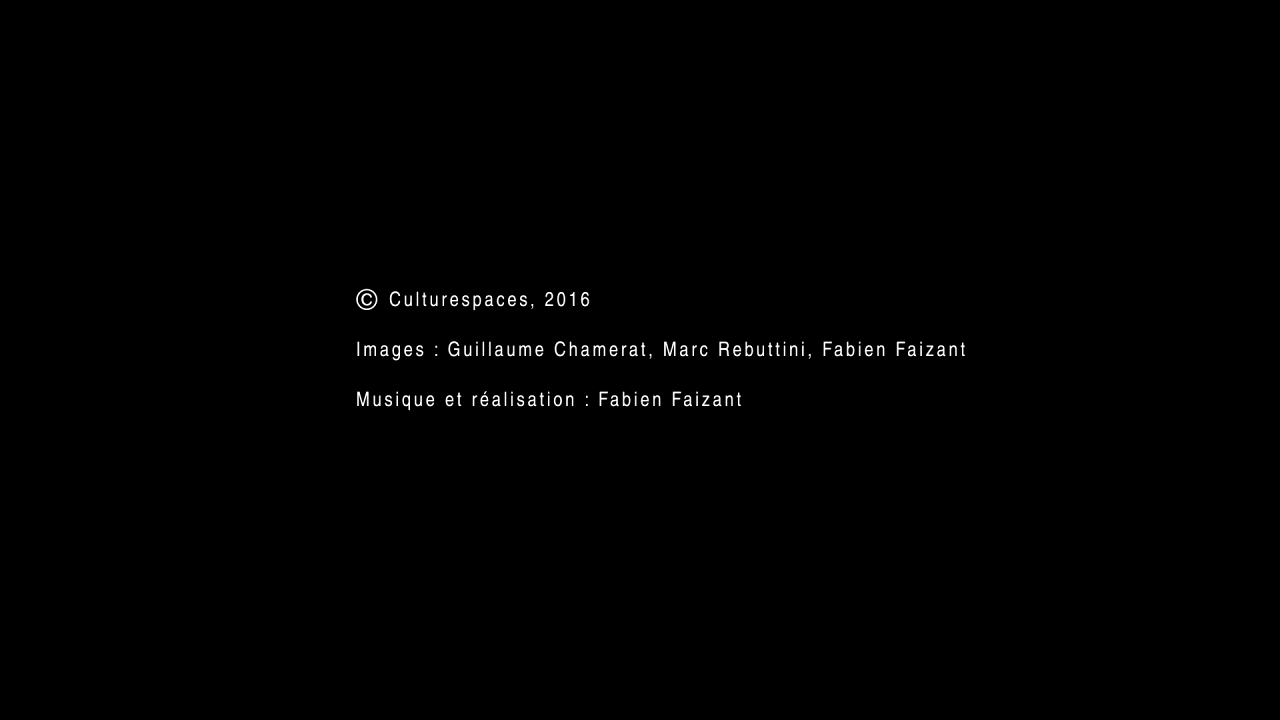 © Culturespaces, 2016
Images : Guillaume Chamerat, Marc Rebuttini, Fabien Faizant
Musique et réalisation : Fabien Faizant